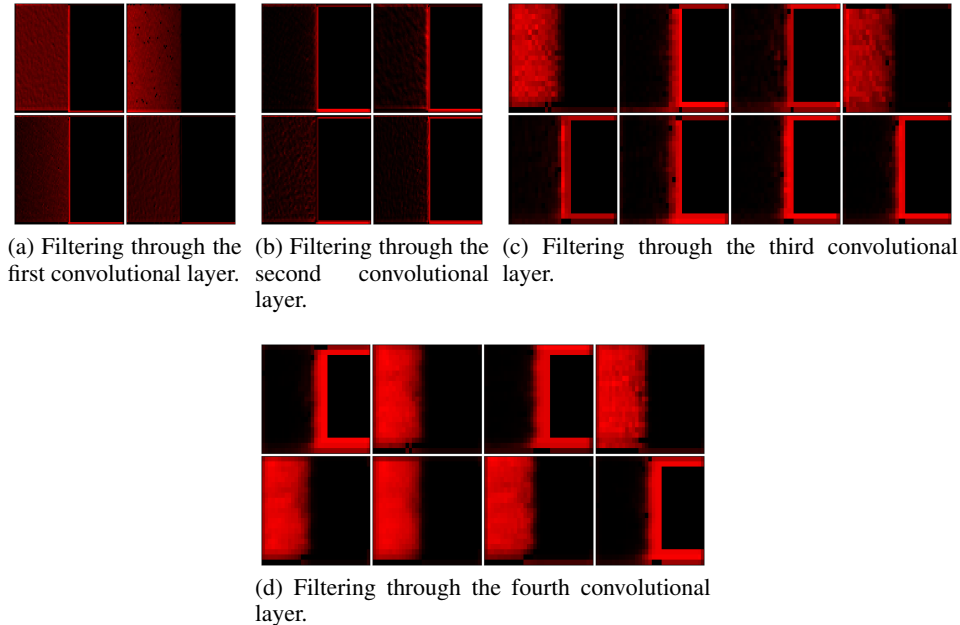 (a) Filtering through the
first convolutional layer.
(b) Filtering through the
second convolutional
layer.
(c) Filtering through the third convolutional
layer.
(d) Filtering through the fourth convolutional
layer.